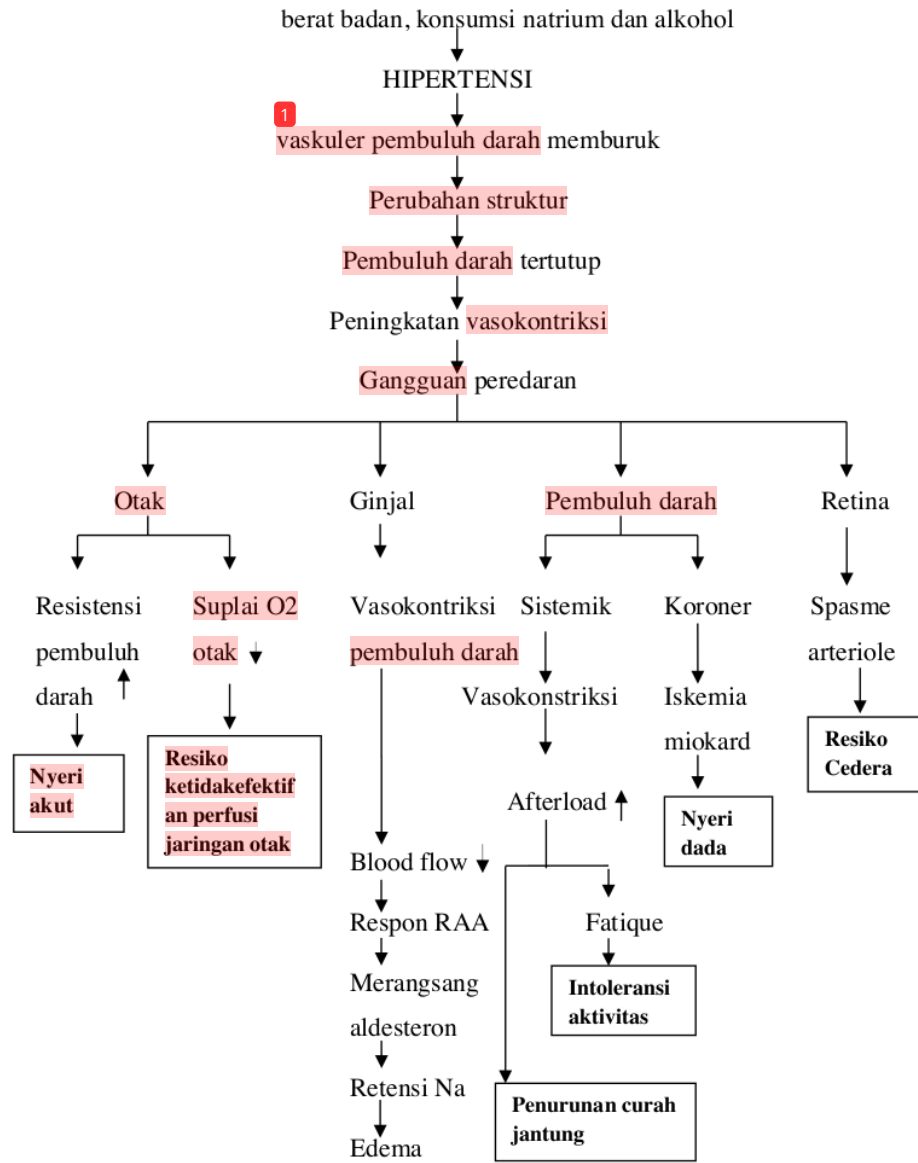 berat badan, konsumsi natrium dan alkohol
HIPERTENSI
1
vaskuler pembuluh darah memburuk
Perubahan struktur
Pembuluh darah tertutup
Peningkatan vasokontriksi
Gangguan peredaran
Otak
Ginjal
Pembuluh darah
Retina
Resistensi
pembuluh
darah
Suplai O2
otak
Vasokontriksi
pembuluh darah
Sistemik
Koroner
Spasme
arteriole
Vasokonstriksi
Iskemia
miokard
Nyeri
akut
Resiko
ketidakefektif
an perfusi
jaringan otak
Resiko
Cedera
Afterload
Nyeri
dada
Blood flow
Respon RAA
Fatique
Merangsang
aldesteron
Intoleransi
aktivitas
Retensi Na
Penurunan curah
jantung
Edema